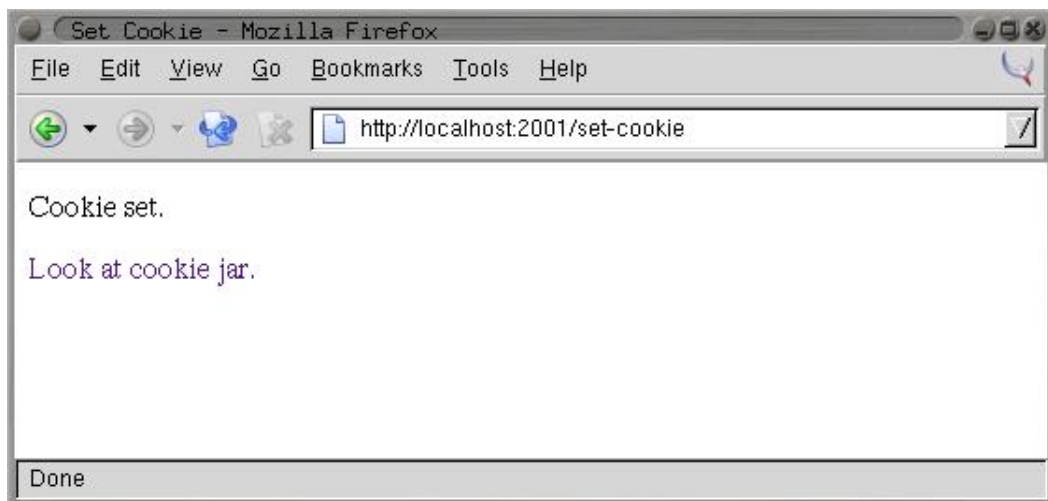 Set Cookie - Mozilla Firefox
File Edit View Go Bookmarks Tools Help
http://localhost:2001/set-cookie
Cookie set.
Look at cookie jar.
Done